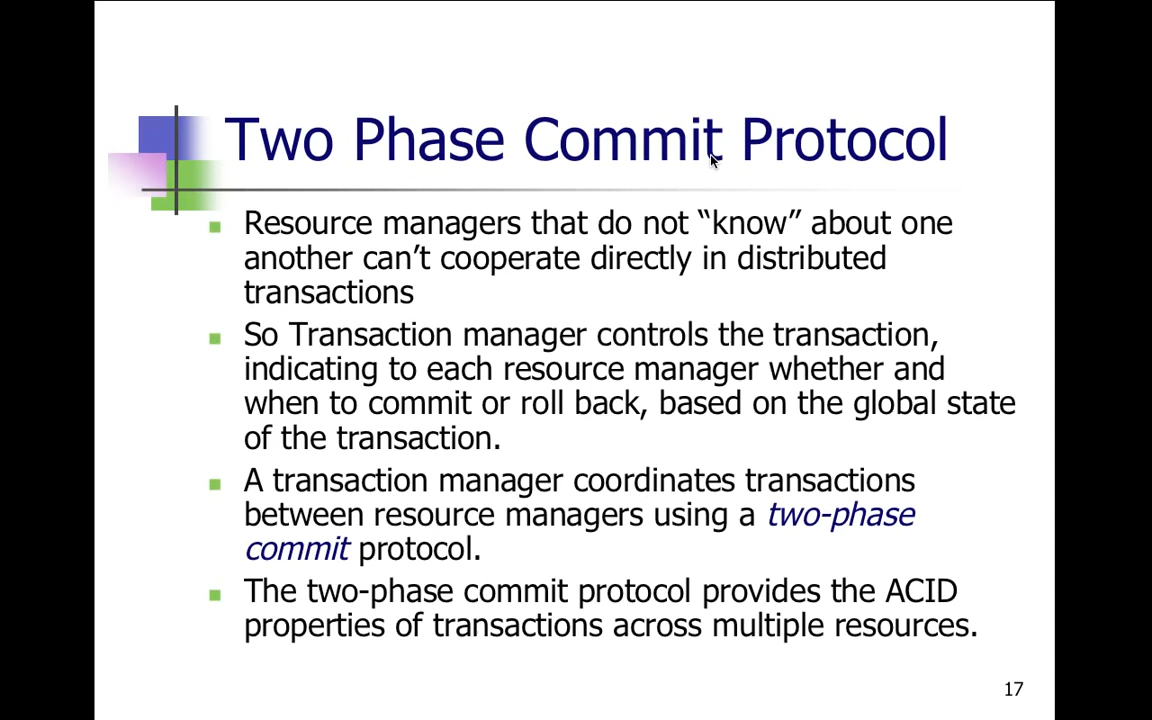 Two Phase Commit Protocol
Resource managers that do not “know” about one
another can’t cooperate directly in distributed
transactions
So Transaction manager controls the transaction,
indicating to each resource manager whether and
when to commit or roll back, based on the global state
of the transaction.
A transaction manager coordinates transactions
between resource managers using a two-phase
commit protocol.
The two-phase commit protocol provides the ACID
properties of transactions across multiple resources.
17